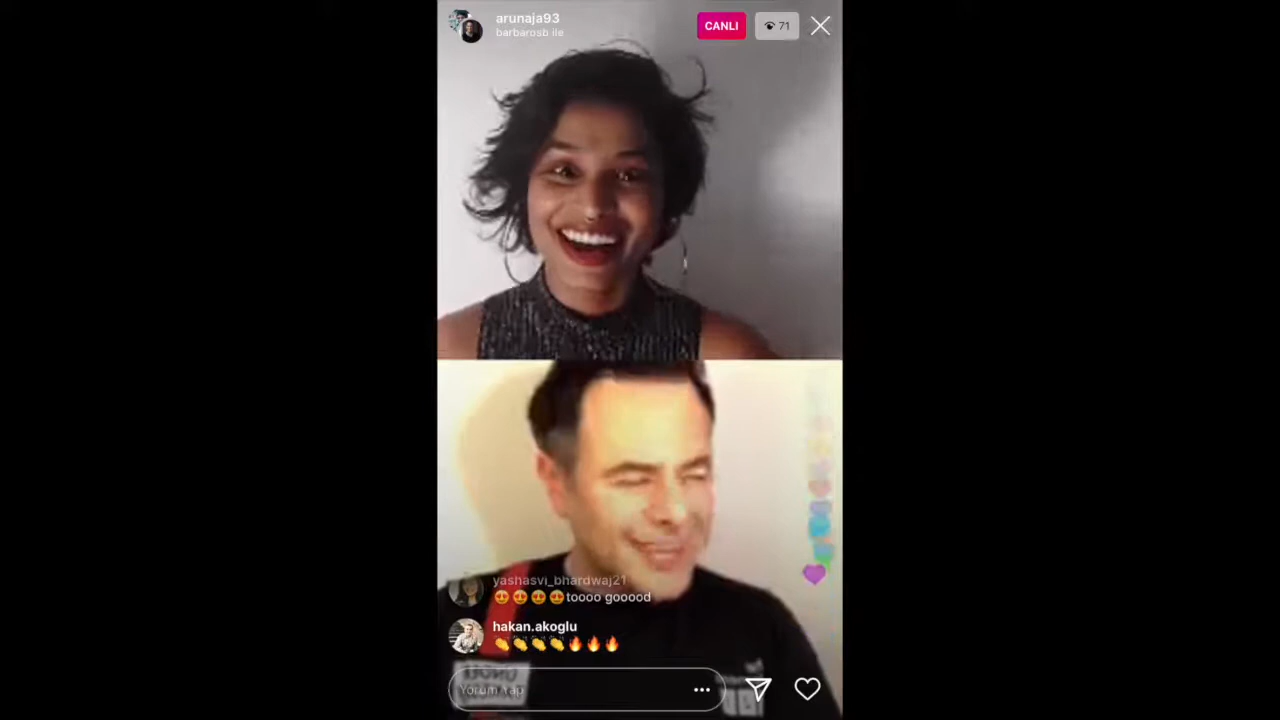 arunaja93
barbarosb ile
CANLI
71
yashasvi_bhardwaj21
😍😍😍😍toooo gooood
hakan.akoglu
👏👏👏👏🔥🔥🔥
Yorum Yap